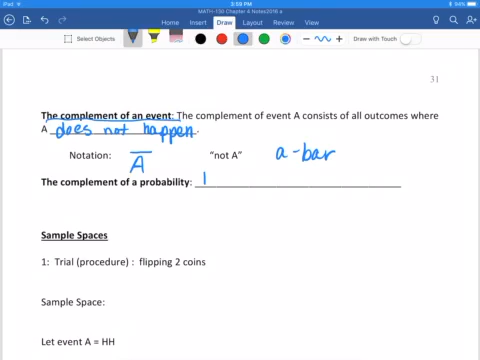 iPad
3:59 PM
94%
MATH-130 Chapter 4 Notes2016 a
Home Insert Draw Layout Review View
Select Objects
Draw with Touch
31
The complement of an event: The complement of event A consists of all outcomes where
A does not happen.
Notation: A̅ "not A" a-bar
The complement of a probability: 1
Sample Spaces
1: Trial (procedure) : flipping 2 coins
Sample Space:
Let event A = HH